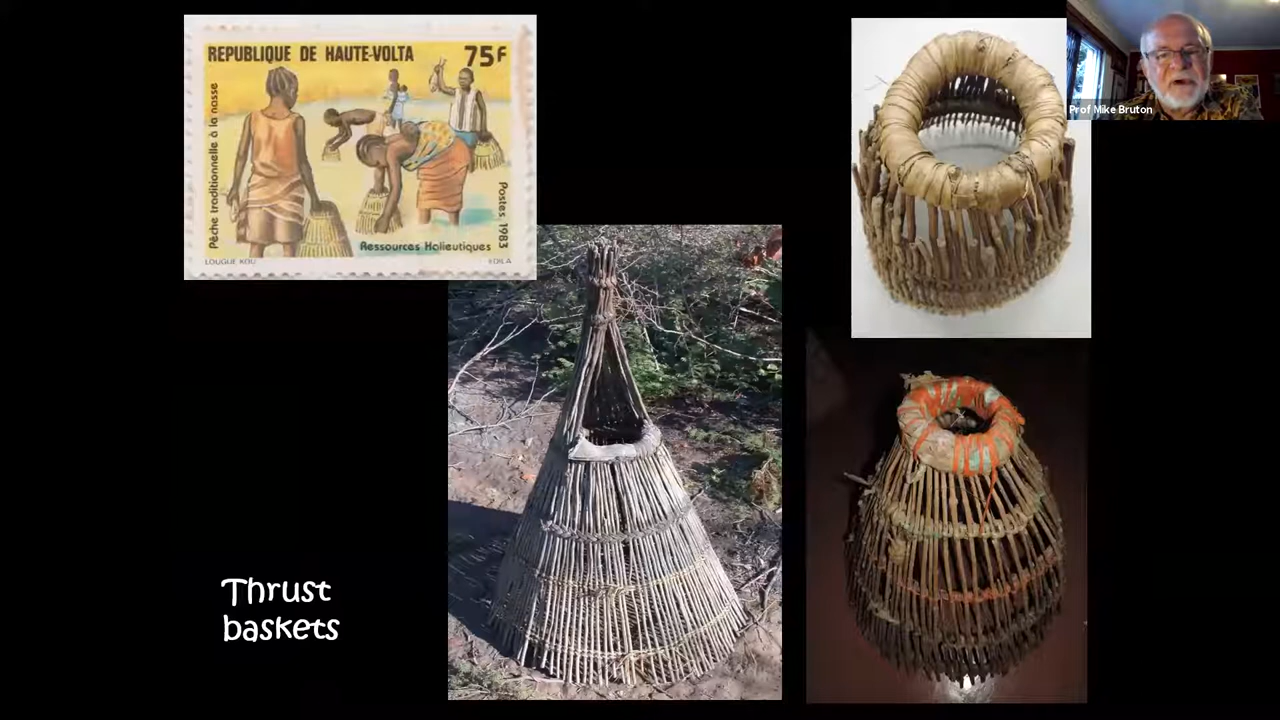 REPUBLIQUE DE HAUTE-VOLTA
75F
Pêche traditionnelle à la nasse
Postes 1983
Ressources Halieutiques
LOUGUE KOU
EDILA
Prof Mike Bruton
Thrust
baskets